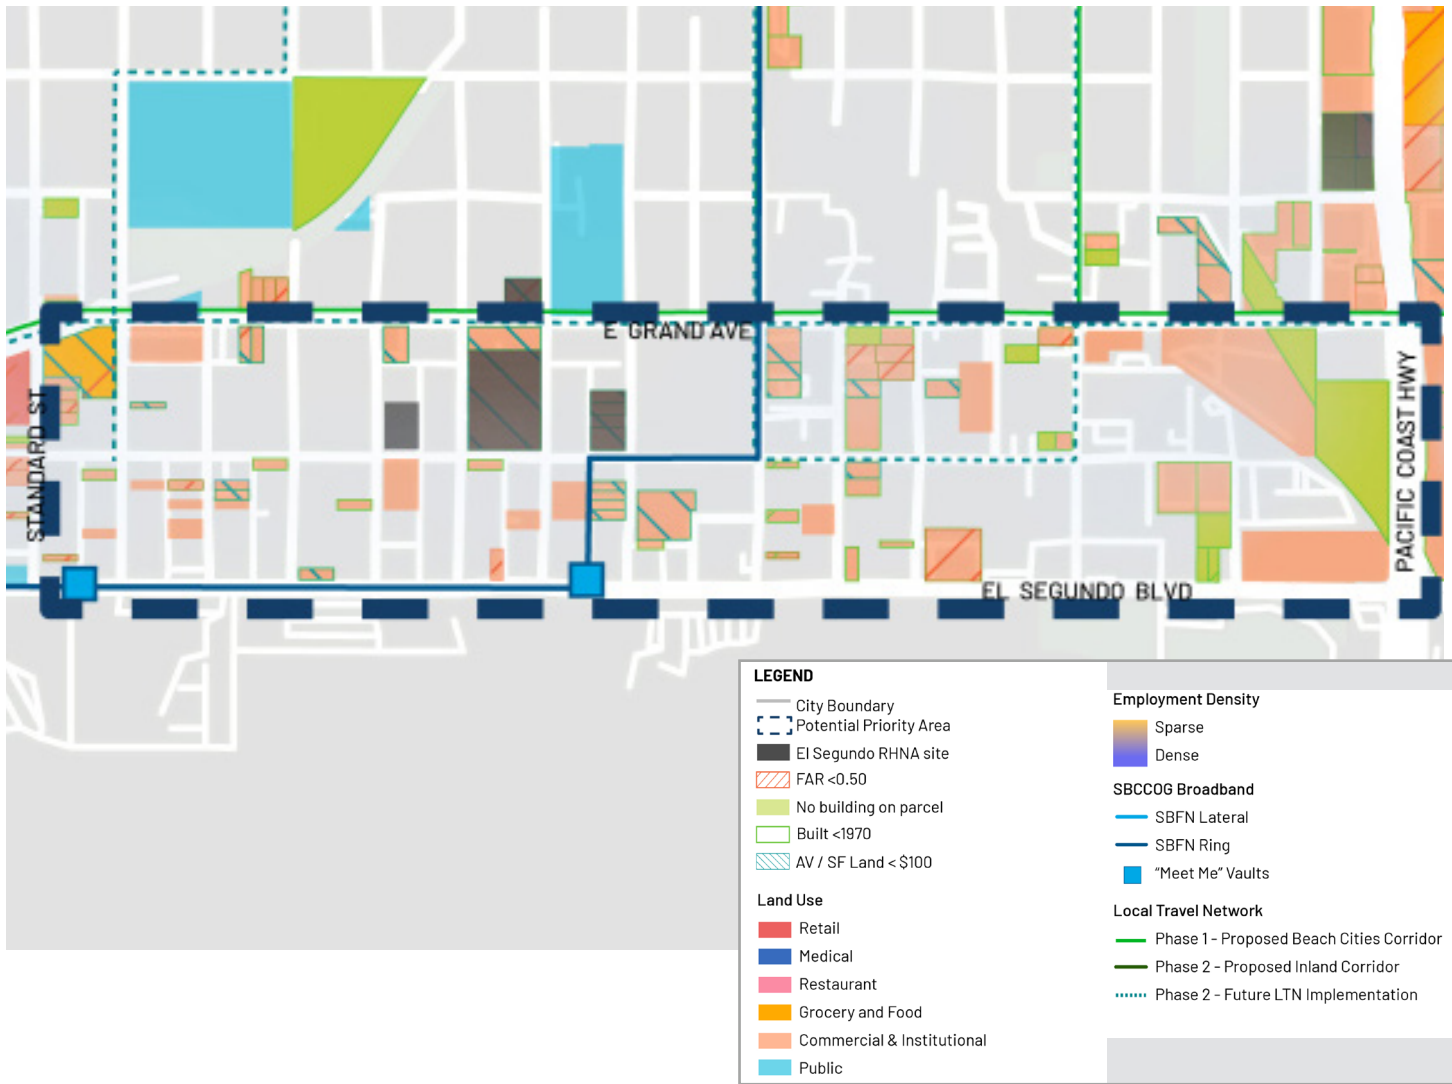 E GRAND AVE
STANDARD ST
PACIFIC COAST HWY
EL SEGUNDO BLVD
LEGEND
City Boundary
Potential Priority Area
El Segundo RHNA site
FAR <0.50
No building on parcel
Built <1970
AV / SF Land < $100
Land Use
Retail
Medical
Restaurant
Grocery and Food
Commercial & Institutional
Public
Employment Density
Sparse
Dense
SBCCOG Broadband
SBFN Lateral
SBFN Ring
“Meet Me” Vaults
Local Travel Network
Phase 1 - Proposed Beach Cities Corridor
Phase 2 - Proposed Inland Corridor
Phase 2 - Future LTN Implementation